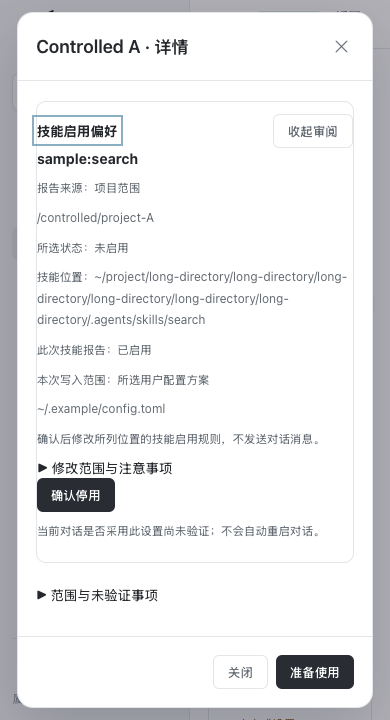 Controlled A · 详情
技能启用偏好
收起审阅
sample:search
报告来源：项目范围
/controlled/project-A
所选状态：未启用
技能位置：~/project/long-directory/long-directory/long-
directory/long-directory/long-directory/long-
directory/.agents/skills/search
此次技能报告：已启用
本次写入范围：所选用户配置方案
~/.example/config.toml
确认后修改所列位置的技能启用规则，不发送对话消息。
▶ 修改范围与注意事项
确认停用
当前对话是否采用此设置尚未验证；不会自动重启对话。
▶ 范围与未验证事项
关闭
准备使用